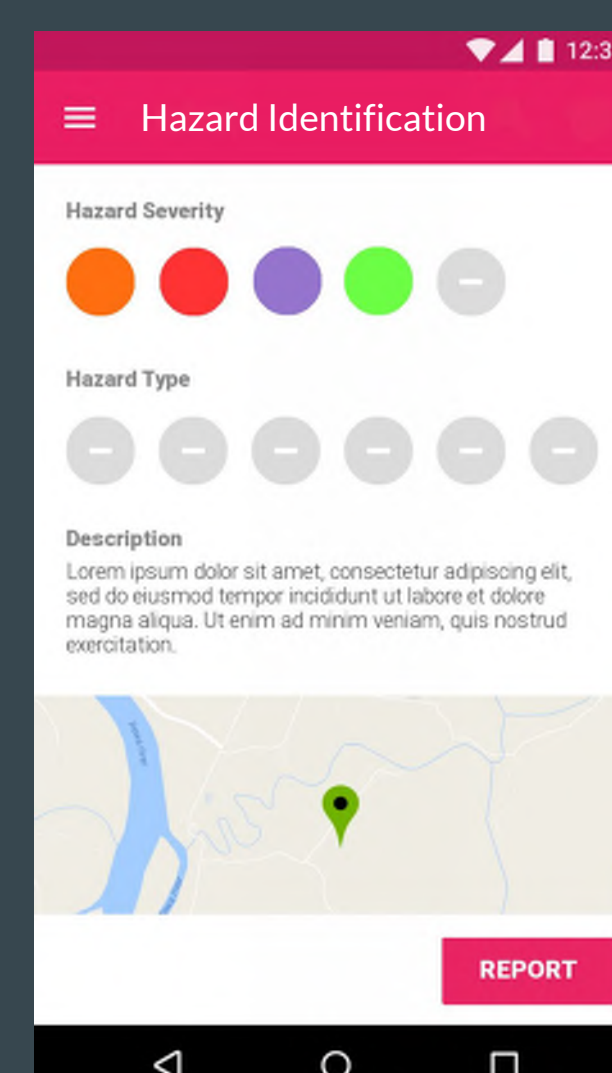 12:3
Hazard Identification
Hazard Severity
Hazard Type
Description
Lorem ipsum dolor sit amet, consectetur adipiscing elit,
sed do eiusmod tempor incididunt ut labore et dolore
magna aliqua. Ut enim ad minim veniam, quis nostrud
exercitation.
REPORT